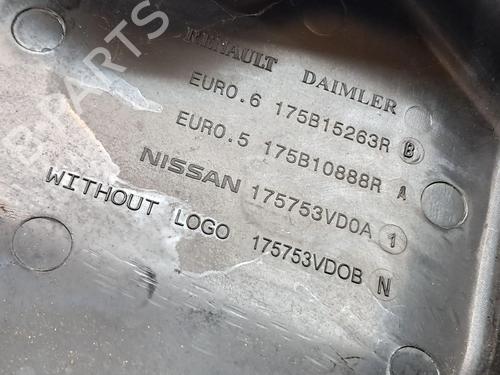 RENAULT DAIMLER
EURO.6 175B15263R B
EURO.5 175B10888R A
NISSAN 175753VD0A 1
WITHOUT LOGO 175753VD0B N
B-PARTS